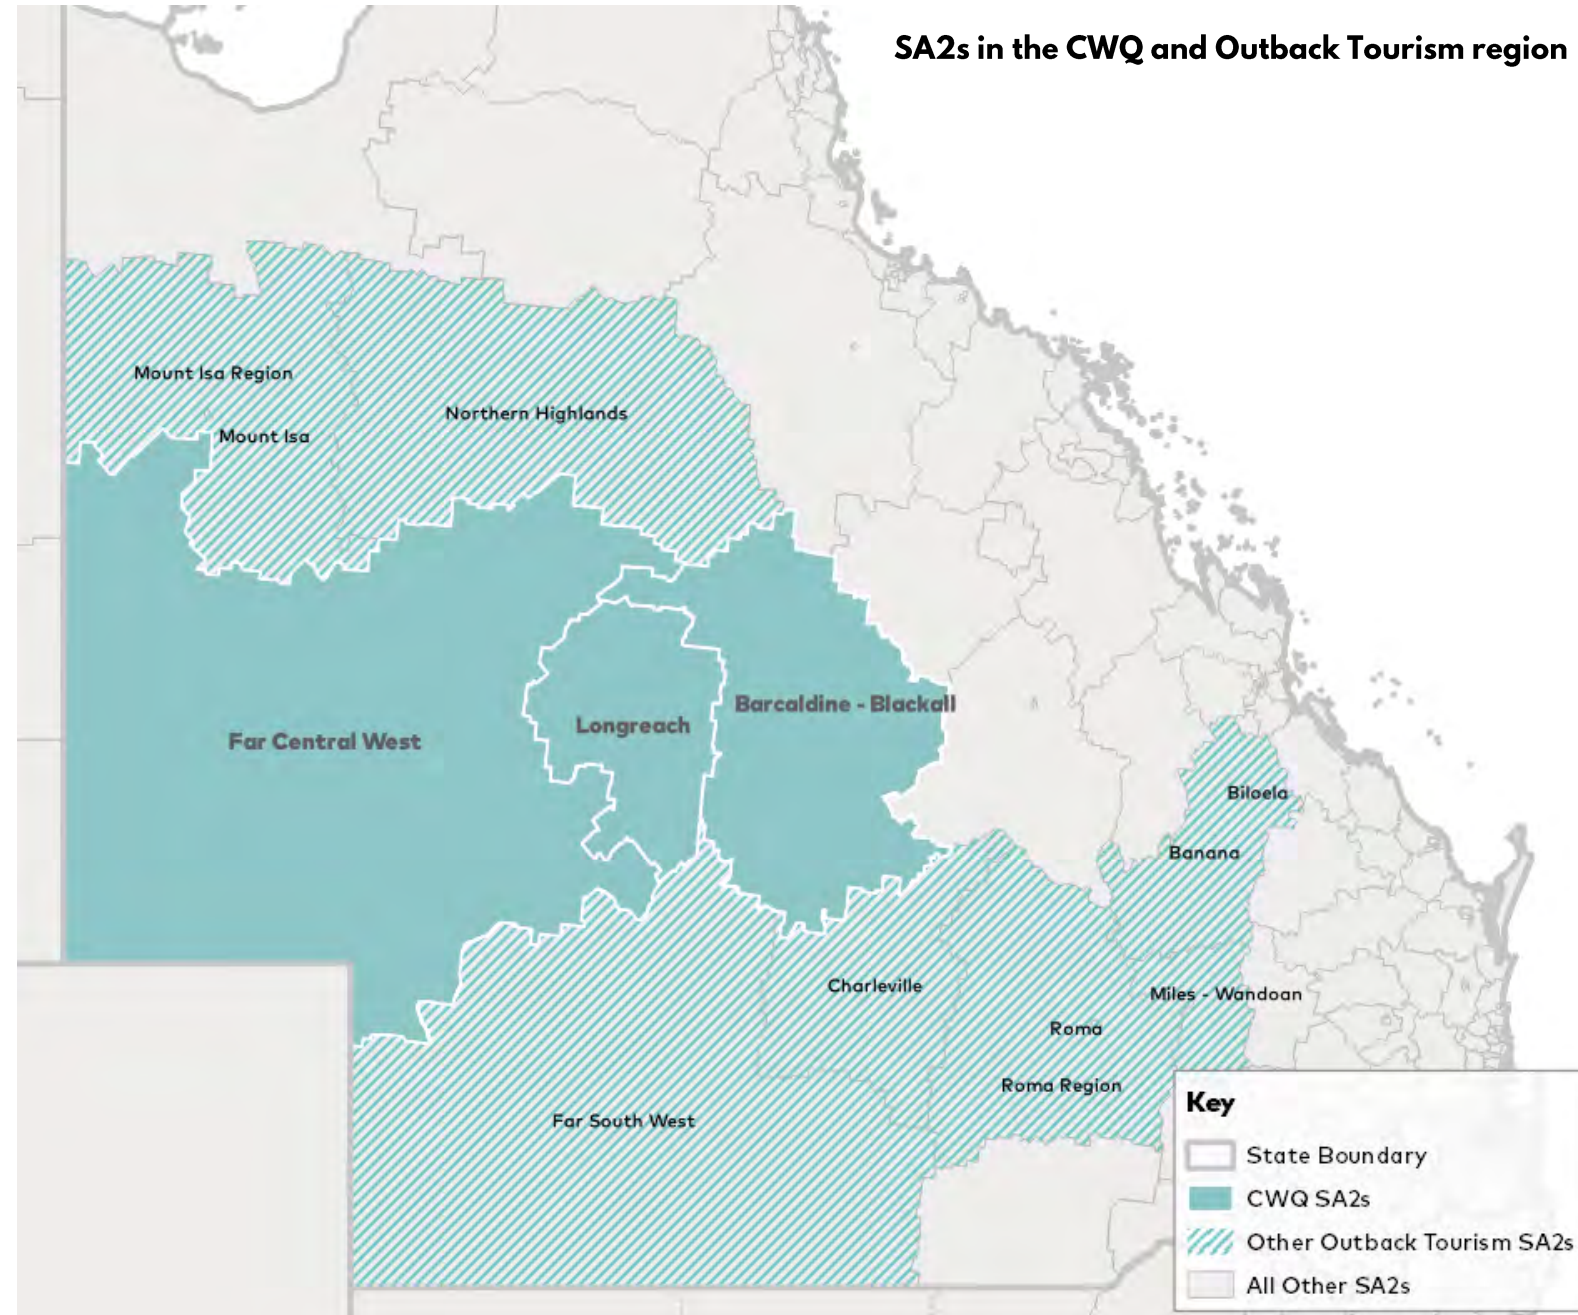 SA2s in the CWQ and Outback Tourism region
Mount Isa Region
Northern Highlands
Mount Isa
Barcaldine - Blackall
Longreach
Far Central West
Biloela
Banana
Charleville
Miles - Wandoan
Roma
Roma Region
Far South West
Key
State Boundary
CWQ SA2s
Other Outback Tourism SA2s
All Other SA2s